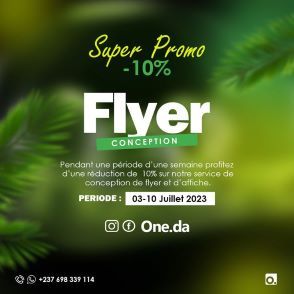 Super Promo
-10%
Flyer
CONCEPTION
Pendant une période d'une semaine profitez
d'une réduction de 10% sur notre service de
conception de flyer et d'affiche.
PERIODE : 03-10 Juillet 2023
One.da
+237 698 339 114